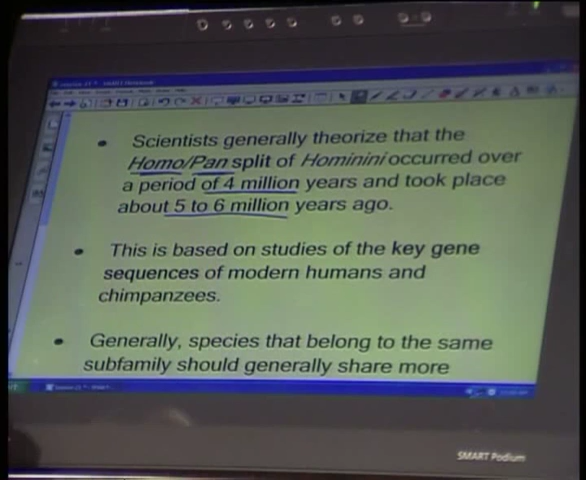 Scientists generally theorize that the
Homo/Pan split of Hominini occurred over
a period of 4 million years and took place
about 5 to 6 million years ago.
This is based on studies of the key gene
sequences of modern humans and
chimpanzees.
Generally, species that belong to the same
subfamily should generally share more
SMART Podium